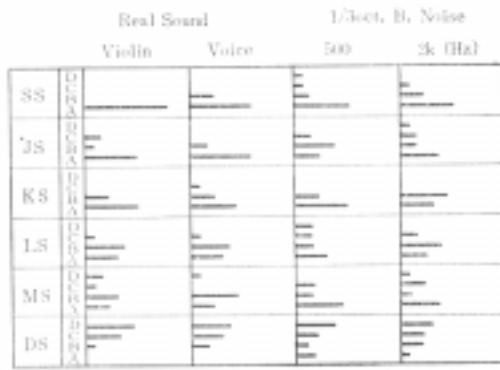 Real Sound 1/3oct. B. Noise
Violin Voice 500 2k (Hz)
SS D C B A
JS D C B A
KS D C B A
LS D C B A
MS D C B A
DS D C B A